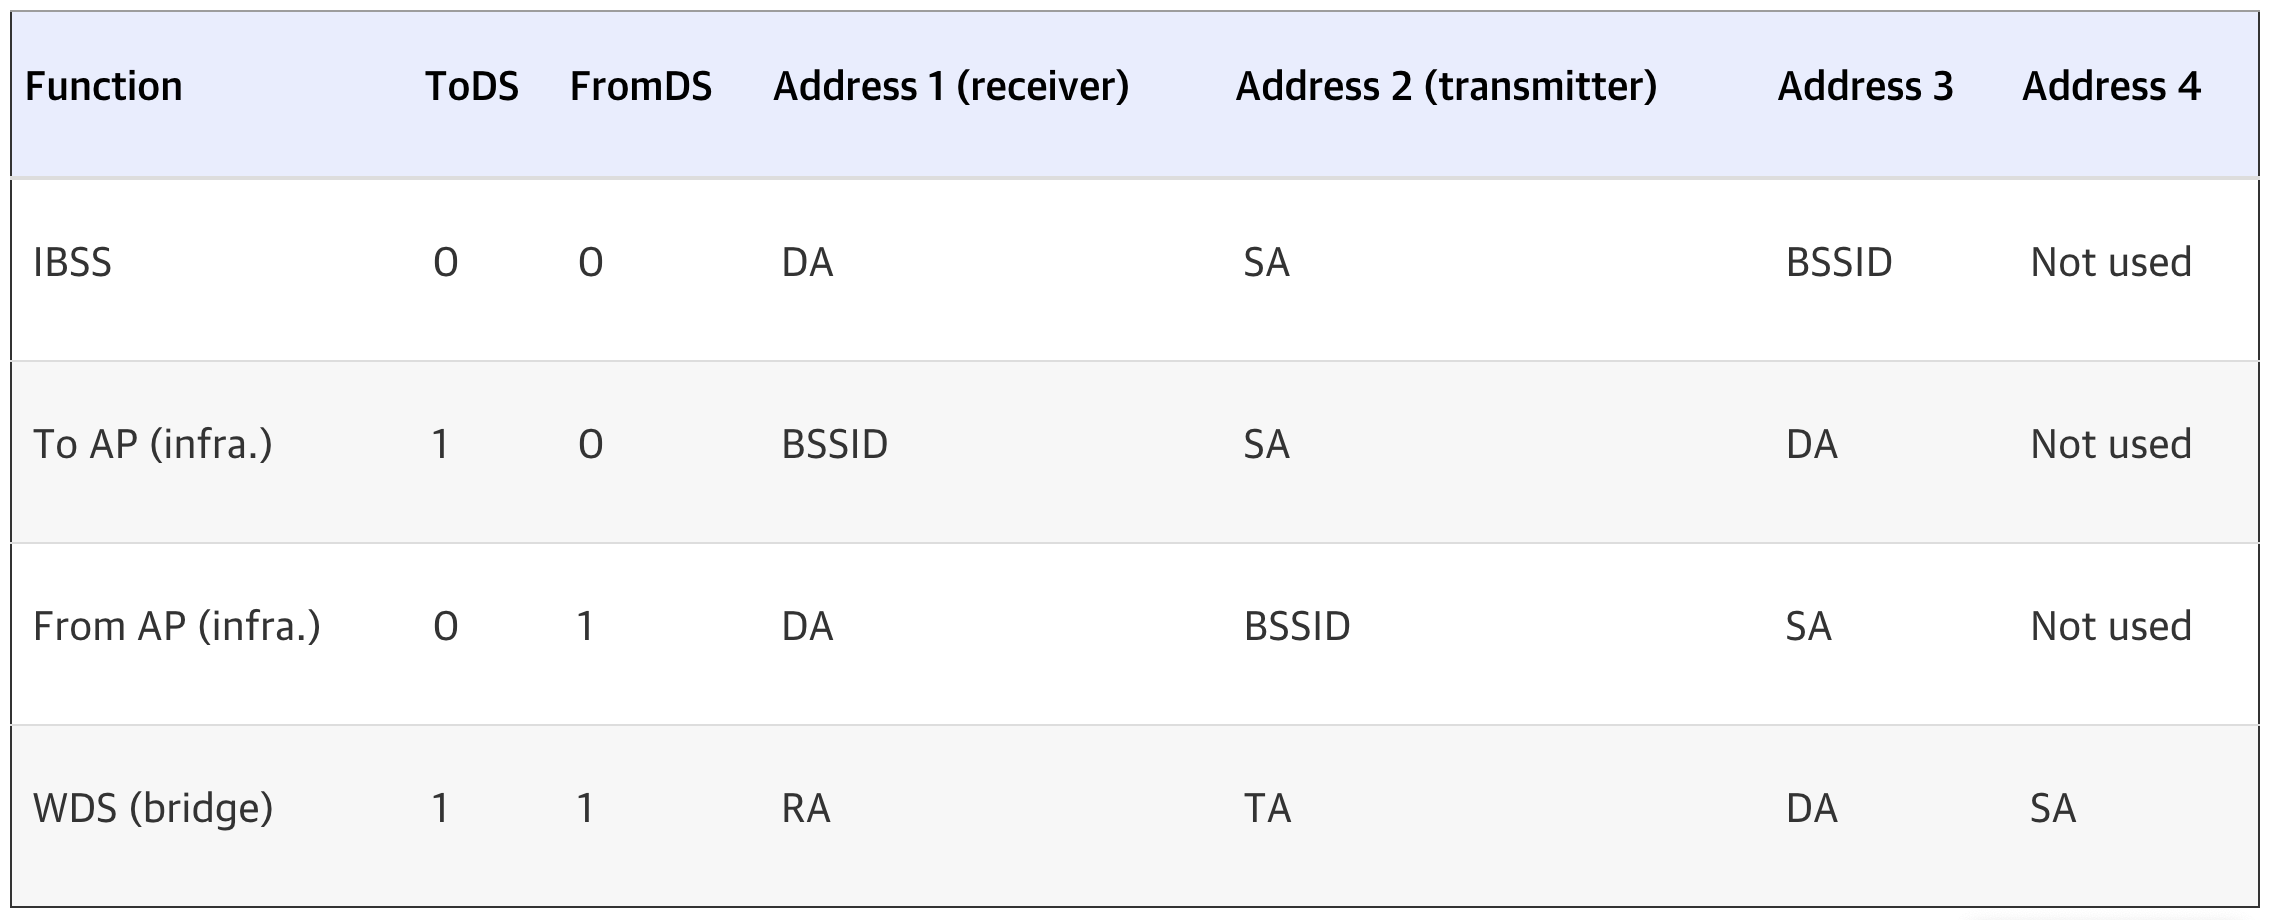 Function ToDS FromDS Address 1 (receiver) Address 2 (transmitter) Address 3 Address 4
IBSS 0 0 DA SA BSSID Not used
To AP (infra.) 1 0 BSSID SA DA Not used
From AP (infra.) 0 1 DA BSSID SA Not used
WDS (bridge) 1 1 RA TA DA SA